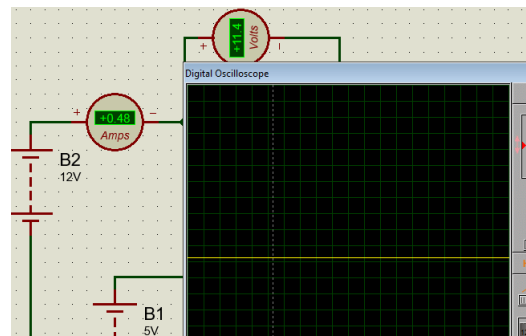 +11.4
Volts
Digital Oscilloscope
+0.48
Amps
B2
12V
B1
5V